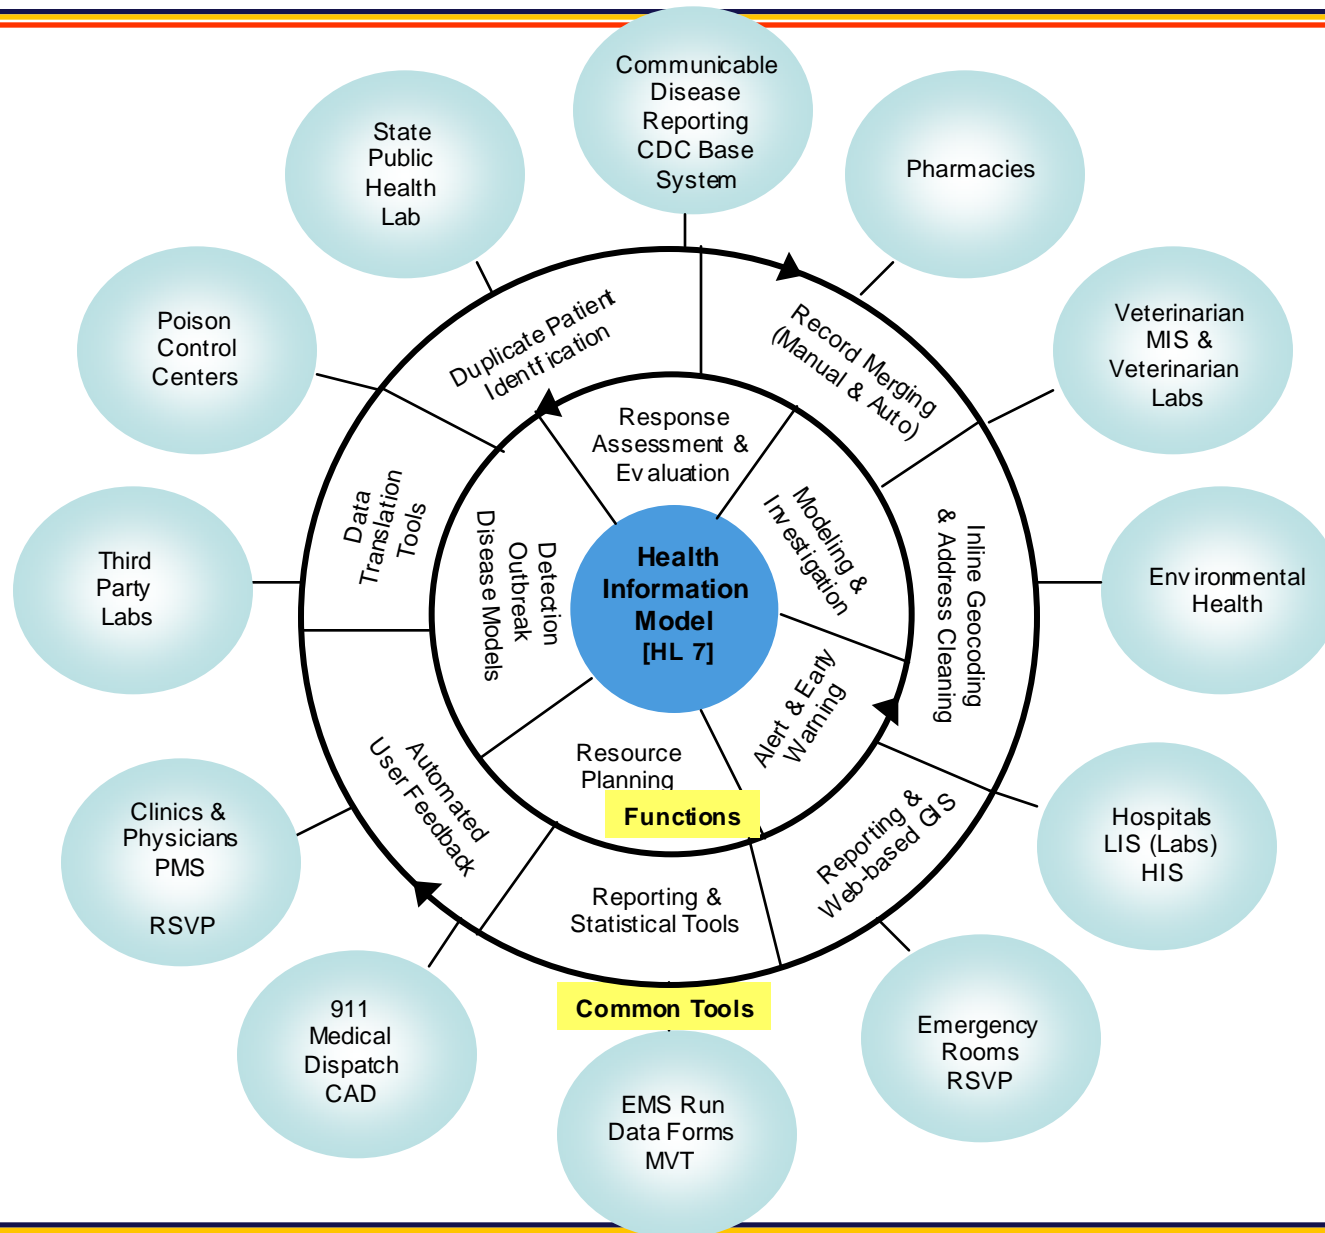 Communicable
Disease
Reporting
CDC Base
System
Pharmacies
Veterinarian
MIS &
Veterinarian
Labs
Environmental
Health
Hospitals
LIS (Labs)
HIS
Emergency
Rooms
RSVP
EMS Run
Data Forms
MVT
911
Medical
Dispatch
CAD
Clinics &
Physicians
PMS
RSVP
Third
Party
Labs
Poison
Control
Centers
State
Public
Health
Lab
Duplicate Patient
Identification
Record Merging
(Manual & Auto)
Inline Geocoding
& Address Cleaning
Reporting &
Web-based GIS
Reporting &
Statistical Tools
Automated
User Feedback
Data
Translation
Tools
Common Tools
Response
Assessment &
Evaluation
Modeling &
Investigation
Alert & Early
Warning
Resource
Planning
Functions
Detection
Outbreak
Disease Models
Health
Information
Model
[HL 7]